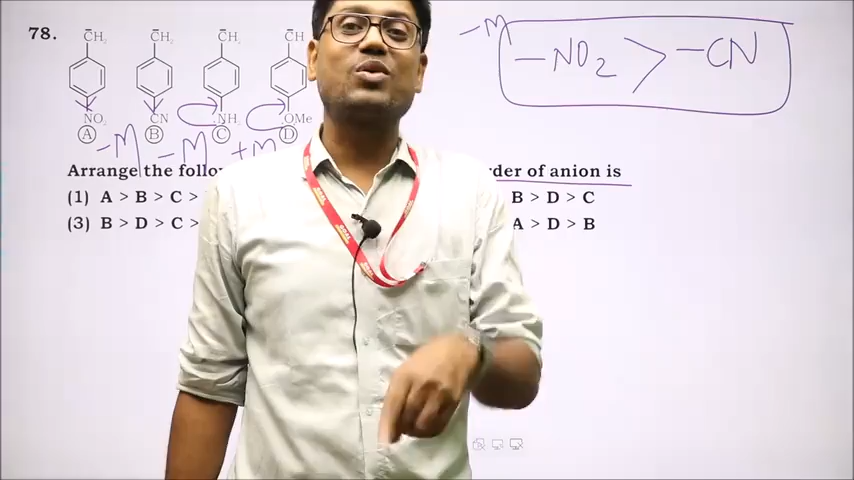 78.
CH₂ CH₂ CH₂ CH
NO₂ CN NH₂ OMe
A B C D
-M -M +M
-M
-NO₂ > -CN
Arrange the follo rder of anion is
(1) A > B > C > B > D > C
(3) B > D > C > A > D > B